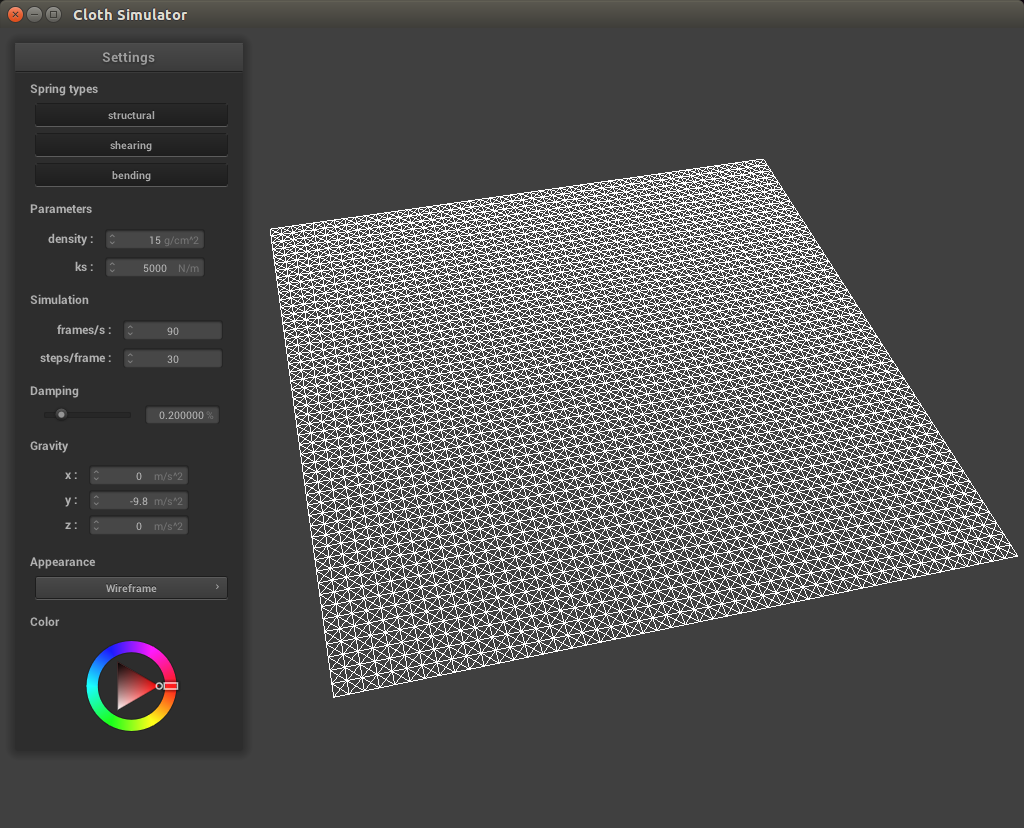 Cloth Simulator
Settings
Spring types
structural
shearing
bending
Parameters
density : 15 g/cm^2
ks : 5000 N/m
Simulation
frames/s : 90
steps/frame : 30
Damping
0.200000 %
Gravity
x : 0 m/s^2
y : -9.8 m/s^2
z : 0 m/s^2
Appearance
Wireframe ›
Color